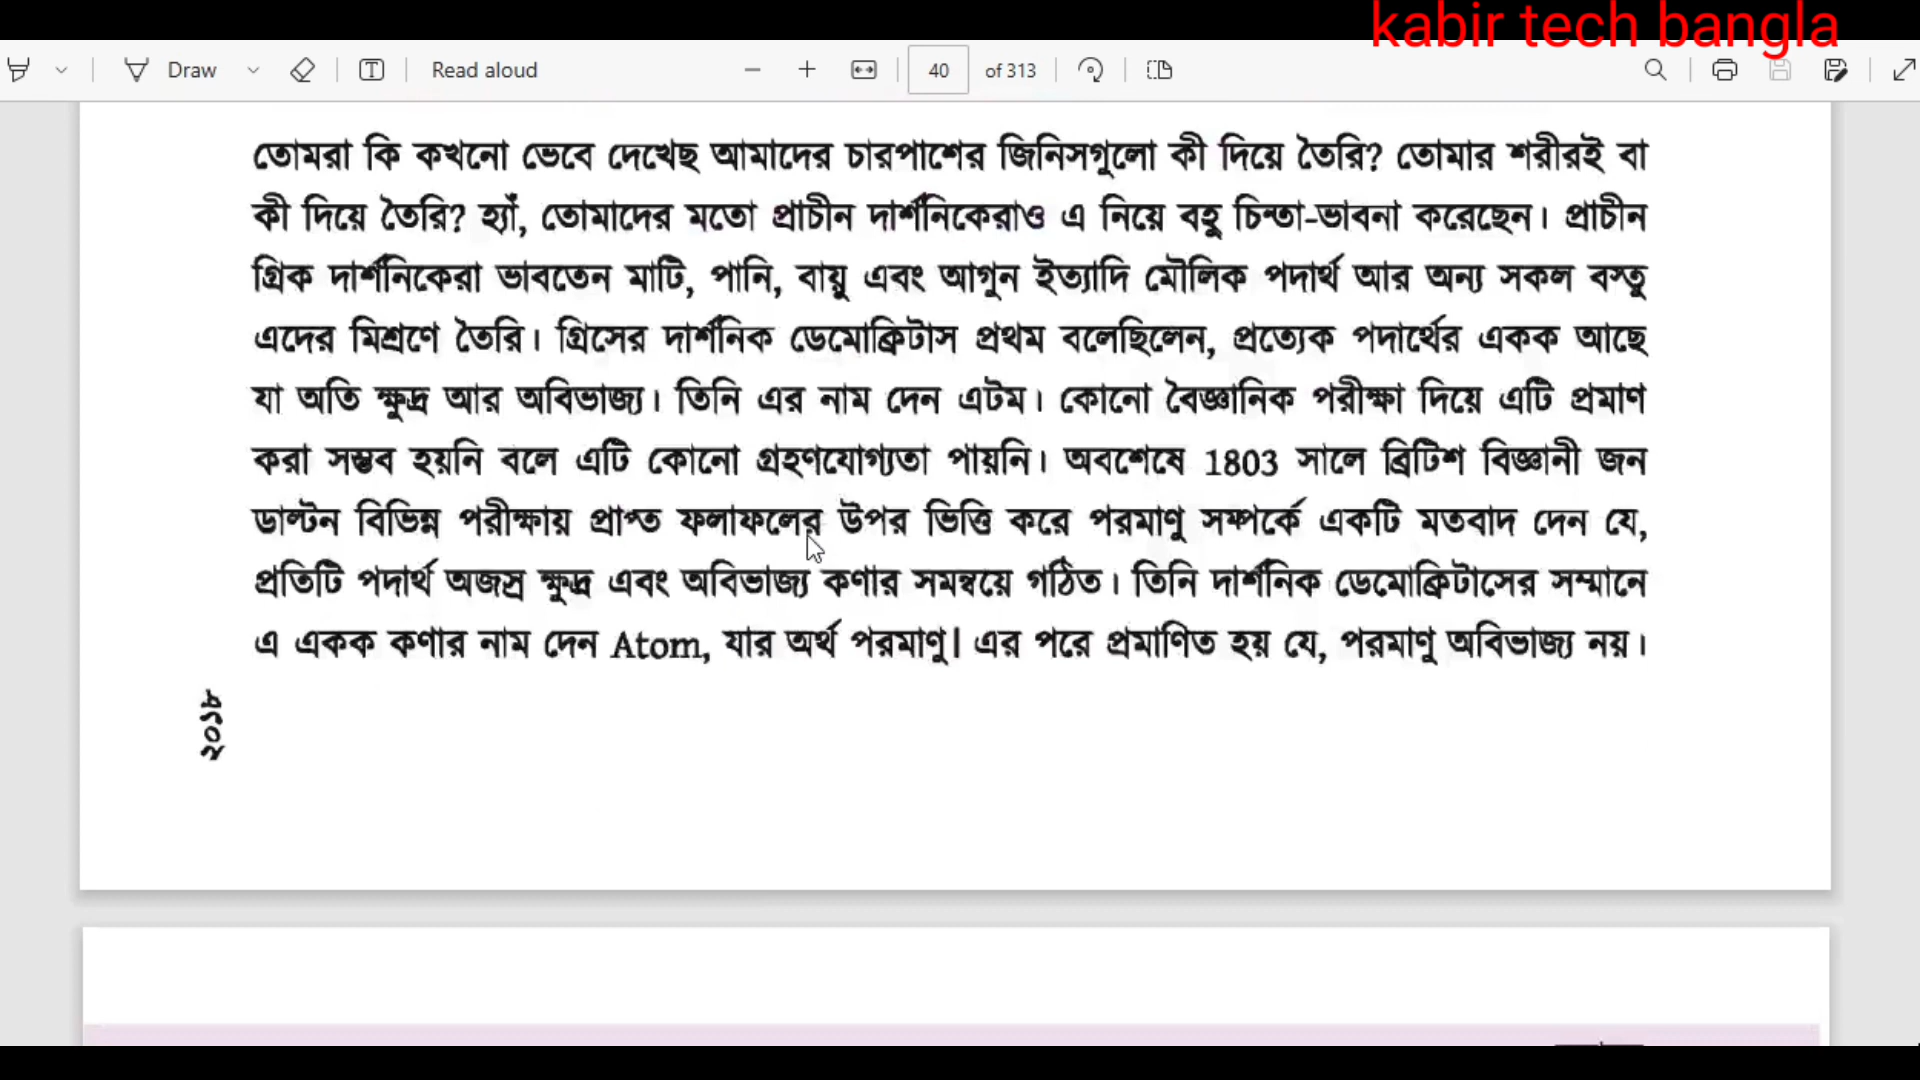 kabir tech bangla
Draw Read aloud 40 of 313
তোমরা কি কখনো ভেবে দেখেছ আমাদের চারপাশের জিনিসগুলো কী দিয়ে তৈরি? তোমার শরীরই বা
কী দিয়ে তৈরি? হ্যাঁ, তোমাদের মতো প্রাচীন দার্শনিকেরাও এ নিয়ে বহু চিন্তা-ভাবনা করেছেন। প্রাচীন
গ্রিক দার্শনিকেরা ভাবতেন মাটি, পানি, বায়ু এবং আগুন ইত্যাদি মৌলিক পদার্থ আর অন্য সকল বস্তু
এদের মিশ্রণে তৈরি। গ্রিসের দার্শনিক ডেমোক্রিটাস প্রথম বলেছিলেন, প্রত্যেক পদার্থের একক আছে
যা অতি ক্ষুদ্র আর অবিভাজ্য। তিনি এর নাম দেন এটম। কোনো বৈজ্ঞানিক পরীক্ষা দিয়ে এটি প্রমাণ
করা সম্ভব হয়নি বলে এটি কোনো গ্রহণযোগ্যতা পায়নি। অবশেষে 1803 সালে ব্রিটিশ বিজ্ঞানী জন
ডাল্টন বিভিন্ন পরীক্ষায় প্রাপ্ত ফলাফলের উপর ভিত্তি করে পরমাণু সম্পর্কে একটি মতবাদ দেন যে,
প্রতিটি পদার্থ অজস্র ক্ষুদ্র এবং অবিভাজ্য কণার সমন্বয়ে গঠিত। তিনি দার্শনিক ডেমোক্রিটাসের সম্মানে
এ একক কণার নাম দেন Atom, যার অর্থ পরমাণু। এর পরে প্রমাণিত হয় যে, পরমাণু অবিভাজ্য নয়।
২০১৮